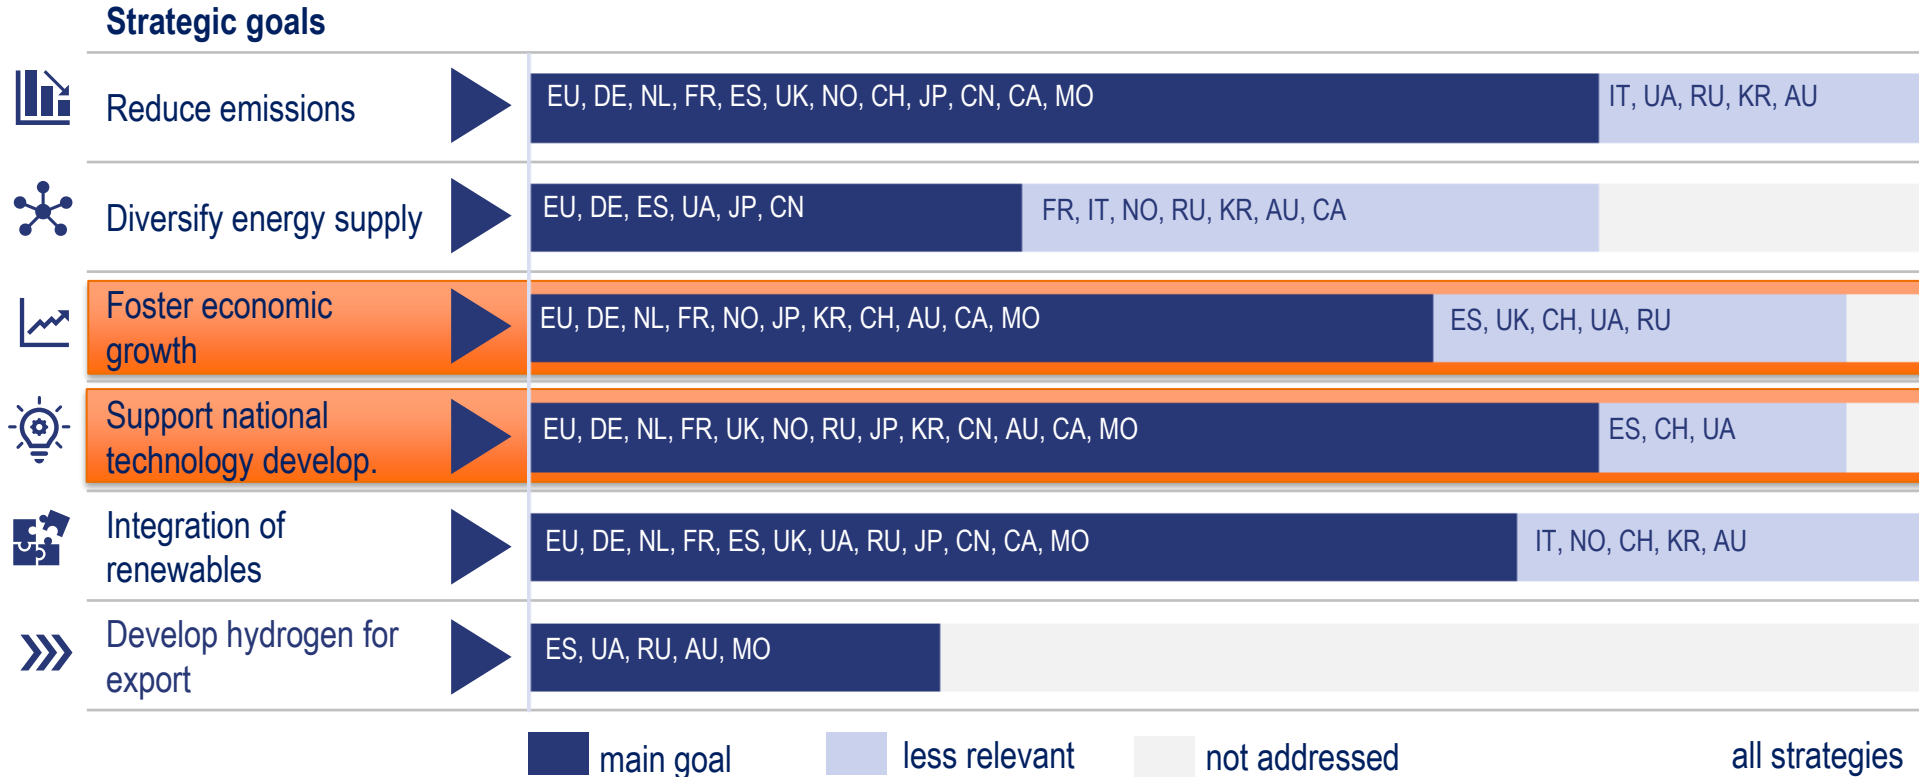 Strategic goals
Reduce emissions
EU, DE, NL, FR, ES, UK, NO, CH, JP, CN, CA, MO
IT, UA, RU, KR, AU
Diversify energy supply
EU, DE, ES, UA, JP, CN
FR, IT, NO, RU, KR, AU, CA
Foster economic
growth
EU, DE, NL, FR, NO, JP, KR, CH, AU, CA, MO
ES, UK, CH, UA, RU
Support national
technology develop.
EU, DE, NL, FR, UK, NO, RU, JP, KR, CN, AU, CA, MO
ES, CH, UA
Integration of
renewables
EU, DE, NL, FR, ES, UK, UA, RU, JP, CN, CA, MO
IT, NO, CH, KR, AU
Develop hydrogen for
export
ES, UA, RU, AU, MO
main goal
less relevant
not addressed
all strategies